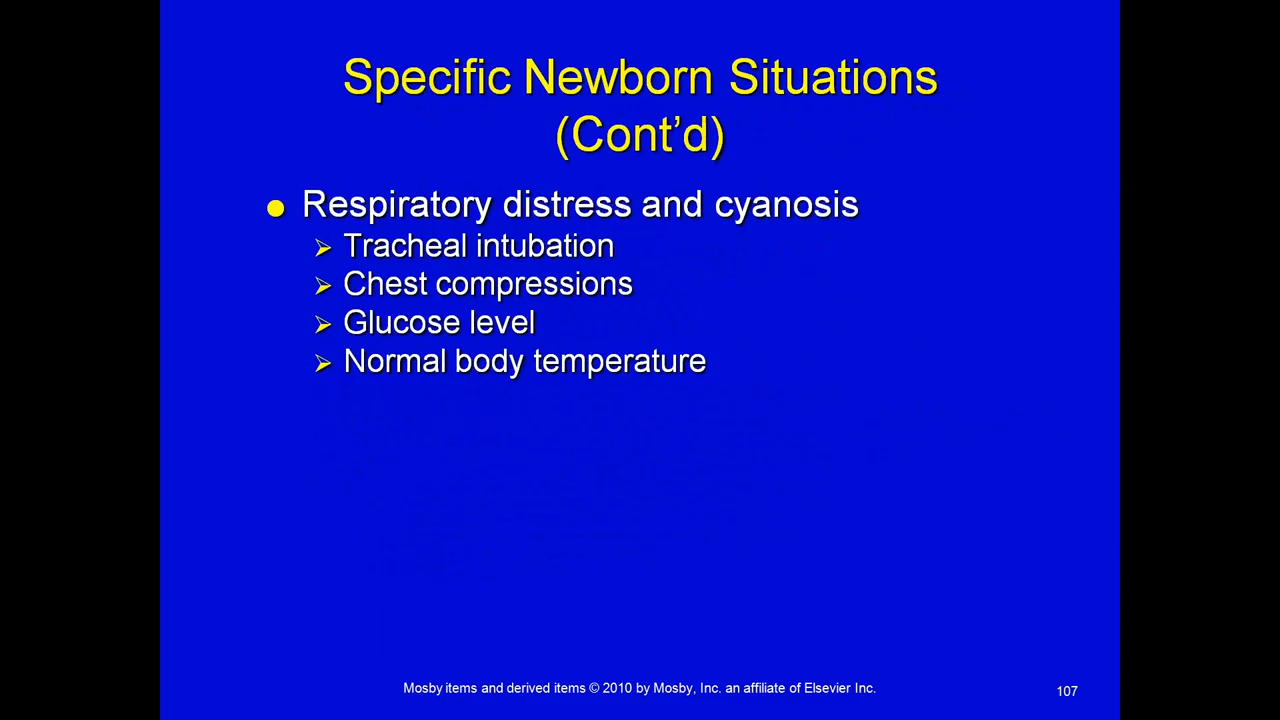 Specific Newborn Situations
(Cont’d)
Respiratory distress and cyanosis
Tracheal intubation
Chest compressions
Glucose level
Normal body temperature
Mosby items and derived items © 2010 by Mosby, Inc. an affiliate of Elsevier Inc.
107